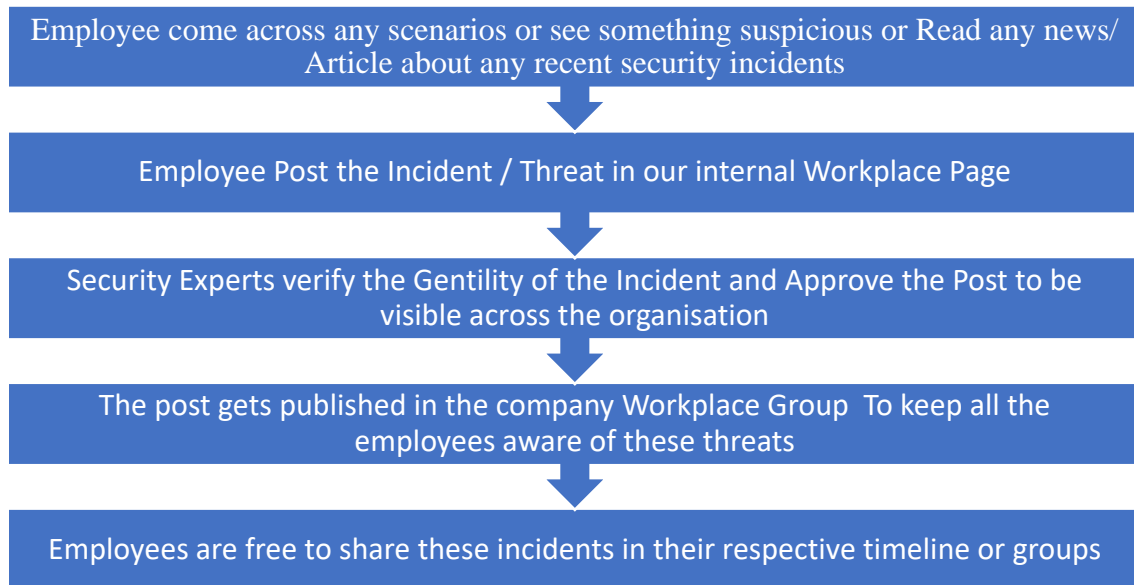 Employee come across any scenarios or see something suspicious or Read any news/
Article about any recent security incidents
Employee Post the Incident / Threat in our internal Workplace Page
Security Experts verify the Gentility of the Incident and Approve the Post to be
visible across the organisation
The post gets published in the company Workplace Group To keep all the
employees aware of these threats
Employees are free to share these incidents in their respective timeline or groups